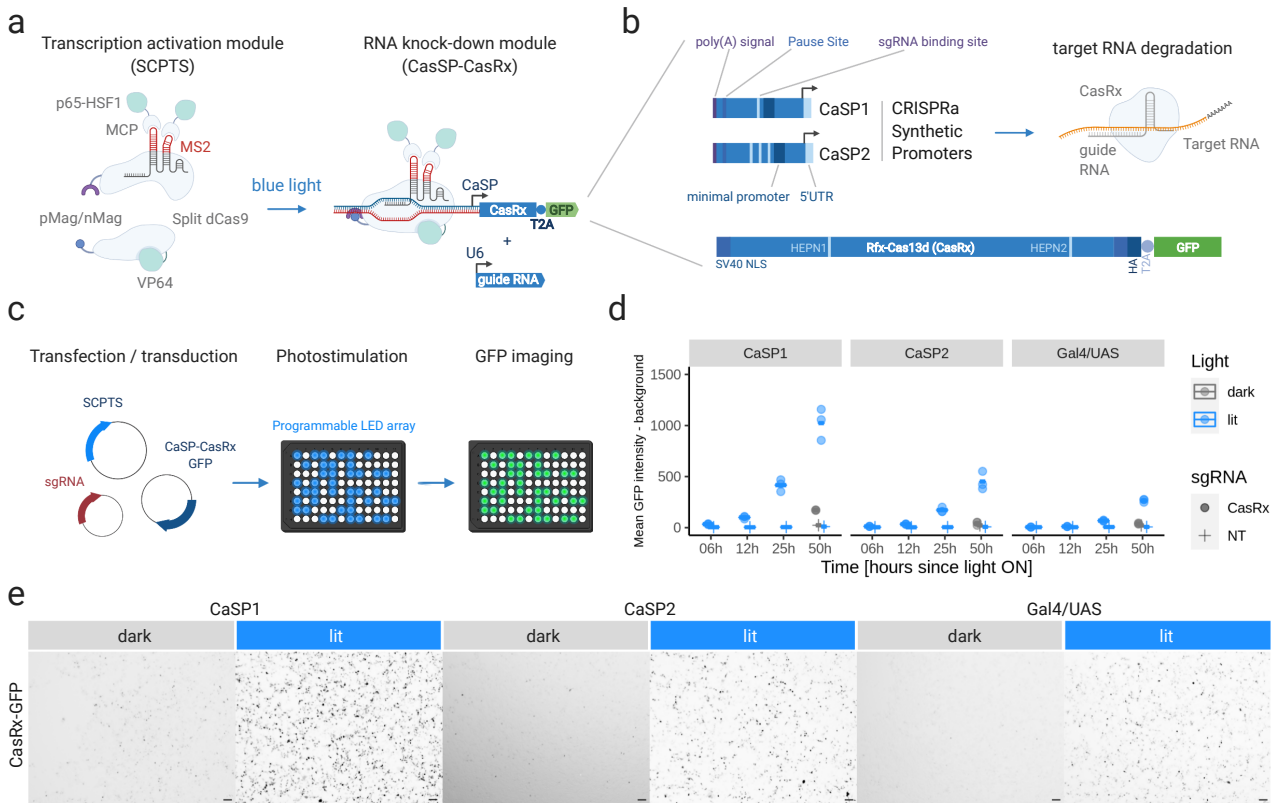 a
Transcription activation module
(SCPTS)
p65-HSF1
MCP
MS2
pMag/nMag
Split dCas9
VP64
blue light
RNA knock-down module
(CasSP-CasRx)
CaSP
CasRx
GFP
T2A
+
U6
guide RNA
b
poly(A) signal
Pause Site
sgRNA binding site
CaSP1
CaSP2
CRISPRa
Synthetic
Promoters
minimal promoter
5'UTR
target RNA degradation
CasRx
AAAAAA
guide
RNA
Target RNA
HEPN1
Rfx-Cas13d (CasRx)
HEPN2
GFP
SV40 NLS
HA
T2A
c
Transfection / transduction
SCPTS
CaSP-CasRx
GFP
sgRNA
Photostimulation
Programmable LED array
GFP imaging
d
CaSP1
CaSP2
Gal4/UAS
Mean GFP intensity - background
1500
1000
500
0
06h 12h 25h 50h
06h 12h 25h 50h
06h 12h 25h 50h
Time [hours since light ON]
Light
dark
lit
sgRNA
CasRx
NT
e
CaSP1
CaSP2
Gal4/UAS
dark
lit
dark
lit
dark
lit
CasRx-GFP